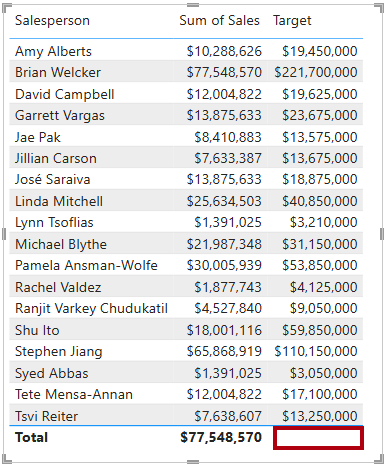 Salesperson Sum of Sales Target
Amy Alberts $10,288,626 $19,450,000
Brian Welcker $77,548,570 $221,700,000
David Campbell $12,004,822 $19,625,000
Garrett Vargas $13,875,633 $23,675,000
Jae Pak $8,410,883 $13,575,000
Jillian Carson $7,633,387 $13,675,000
José Saraiva $13,875,633 $18,875,000
Linda Mitchell $25,634,503 $40,850,000
Lynn Tsoflias $1,391,025 $3,210,000
Michael Blythe $21,987,348 $31,150,000
Pamela Ansman-Wolfe $30,005,939 $53,850,000
Rachel Valdez $1,877,743 $4,125,000
Ranjit Varkey Chudukatil $4,527,840 $9,050,000
Shu Ito $18,001,116 $59,850,000
Stephen Jiang $65,868,919 $110,150,000
Syed Abbas $1,391,025 $3,050,000
Tete Mensa-Annan $12,004,822 $17,100,000
Tsvi Reiter $7,638,607 $13,250,000
Total $77,548,570